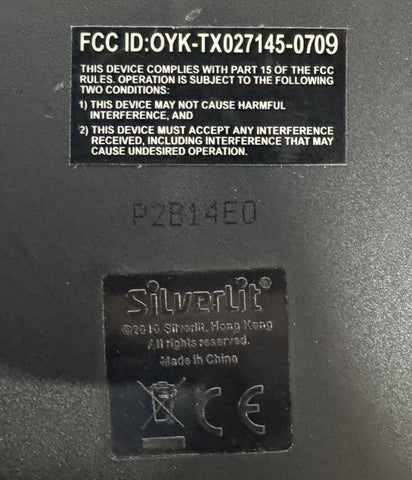 FCC ID:OYK-TX027145-0709
THIS DEVICE COMPLIES WITH PART 15 OF THE FCC
RULES. OPERATION IS SUBJECT TO THE FOLLOWING
TWO CONDITIONS:
1) THIS DEVICE MAY NOT CAUSE HARMFUL
INTERFERENCE, AND
2) THIS DEVICE MUST ACCEPT ANY INTERFERENCE
RECEIVED, INCLUDING INTERFERENCE THAT MAY
CAUSE UNDESIRED OPERATION.
P2B14E0
Silverlit®
©2010 Silverlit. Hong Kong
All rights reserved.
Made in China
CE